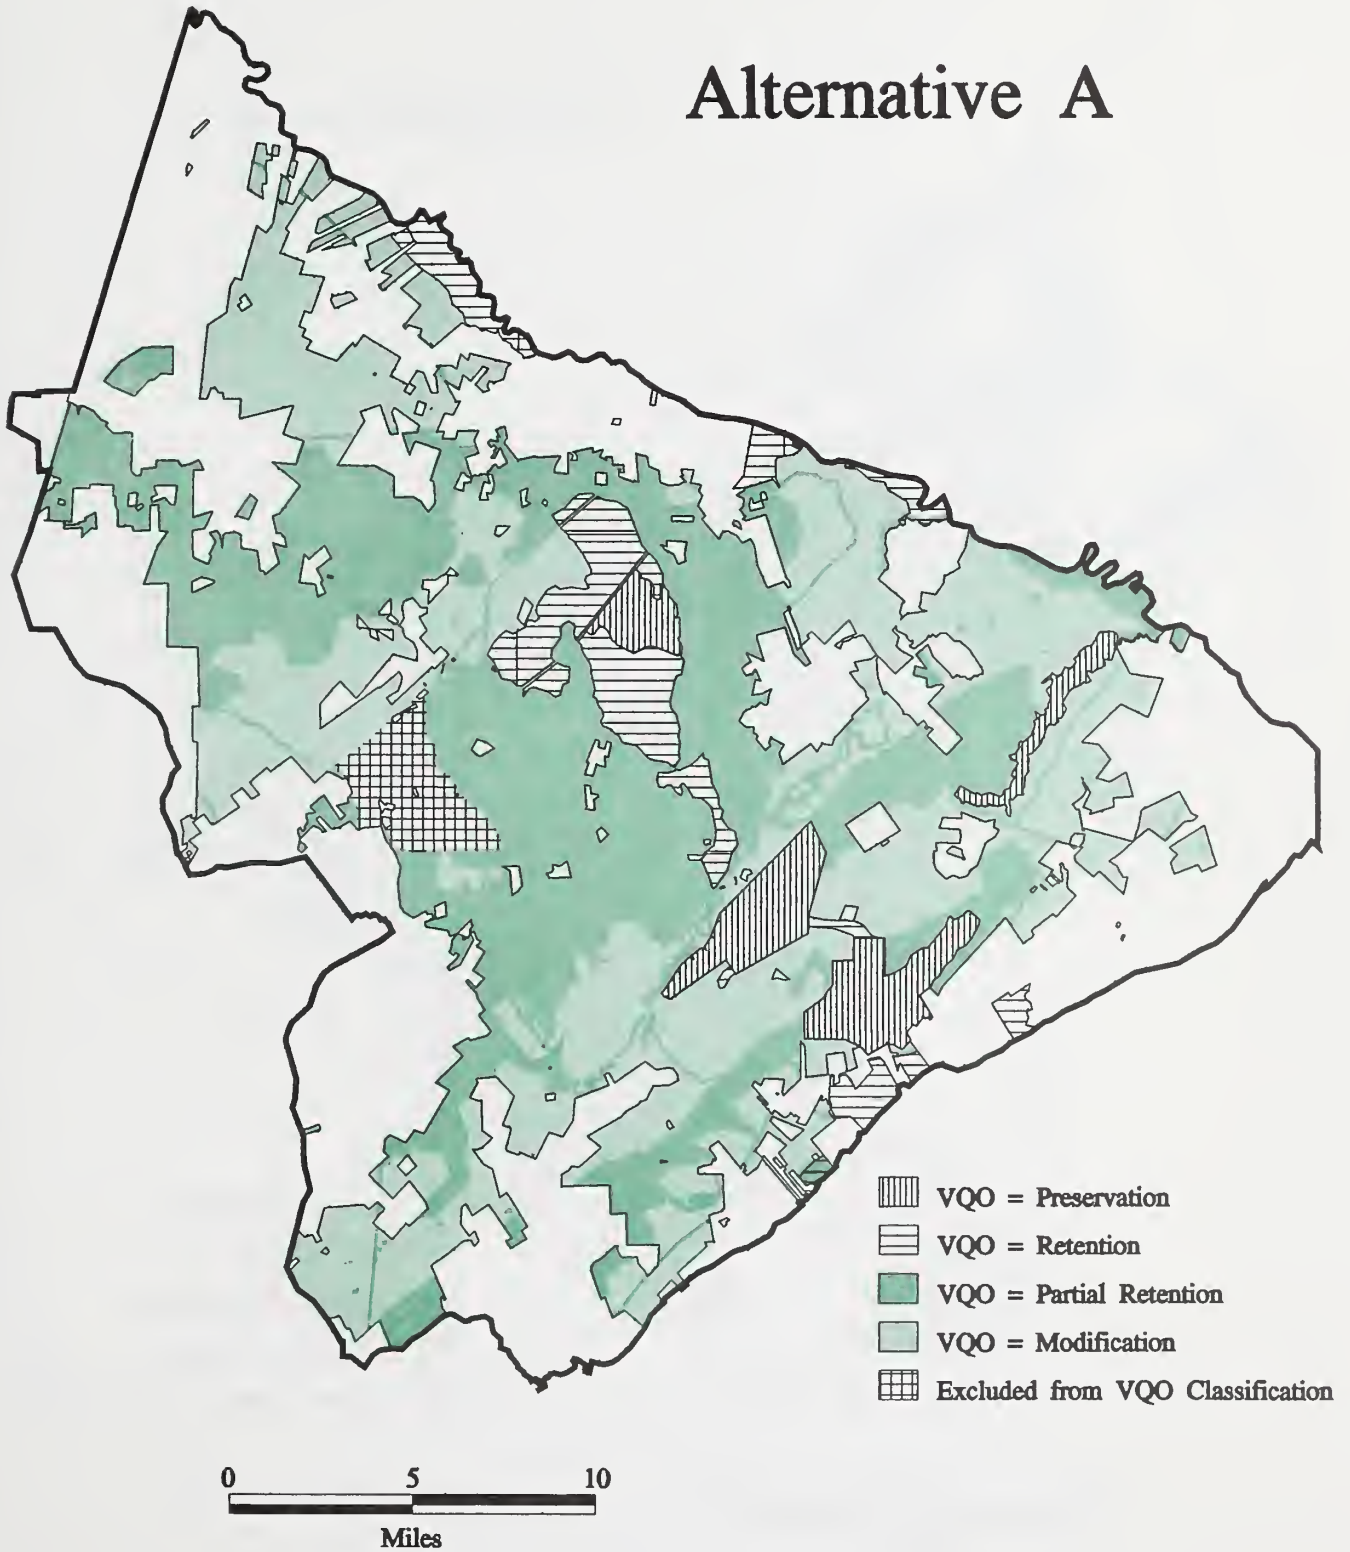 Alternative A
VQO = Preservation
VQO = Retention
VQO = Partial Retention
VQO = Modification
Excluded from VQO Classification
0 5 10
Miles